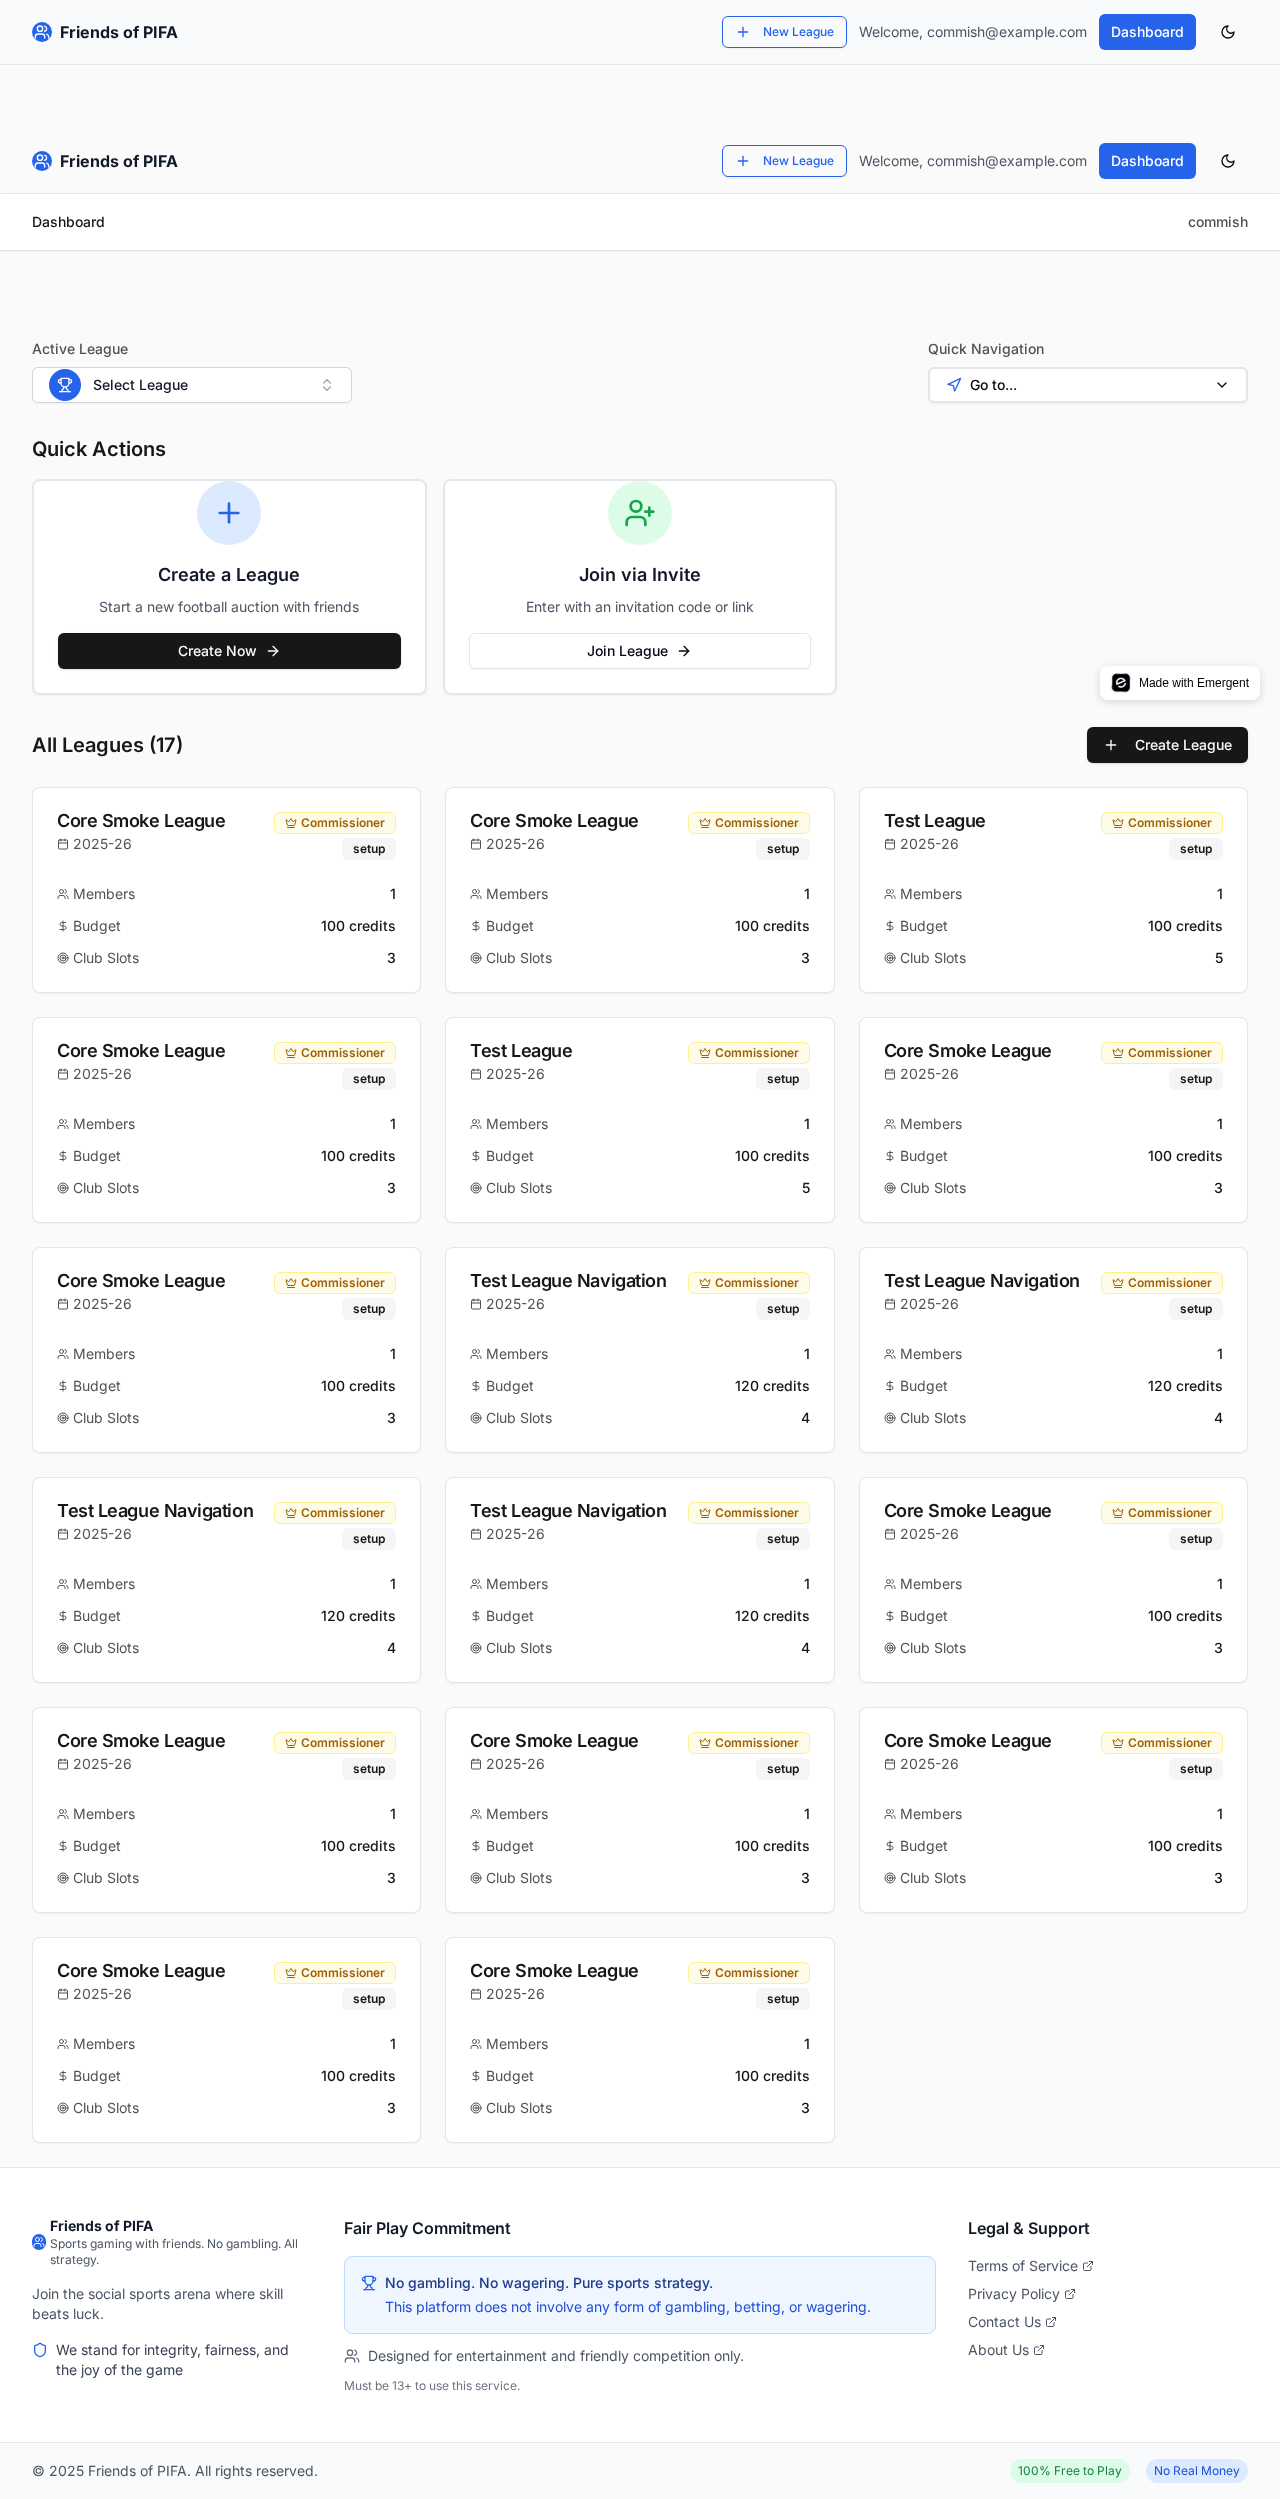 Friends of PIFA
New League
Welcome, commish@example.com
Dashboard
Friends of PIFA
New League
Welcome, commish@example.com
Dashboard
Dashboard
commish
Active League
Quick Navigation
Select League
Go to...
Quick Actions
Create a League
Start a new football auction with friends
Create Now
Join via Invite
Enter with an invitation code or link
Join League
Made with Emergent
All Leagues (17)
Create League
Core Smoke League
Commissioner
2025-26
setup
Members 1
Budget 100 credits
Club Slots 3
Core Smoke League
Commissioner
2025-26
setup
Members 1
Budget 100 credits
Club Slots 3
Test League
Commissioner
2025-26
setup
Members 1
Budget 100 credits
Club Slots 5
Core Smoke League
Commissioner
2025-26
setup
Members 1
Budget 100 credits
Club Slots 3
Test League
Commissioner
2025-26
setup
Members 1
Budget 100 credits
Club Slots 5
Core Smoke League
Commissioner
2025-26
setup
Members 1
Budget 100 credits
Club Slots 3
Core Smoke League
Commissioner
2025-26
setup
Members 1
Budget 100 credits
Club Slots 3
Test League Navigation
Commissioner
2025-26
setup
Members 1
Budget 120 credits
Club Slots 4
Test League Navigation
Commissioner
2025-26
setup
Members 1
Budget 120 credits
Club Slots 4
Test League Navigation
Commissioner
2025-26
setup
Members 1
Budget 120 credits
Club Slots 4
Test League Navigation
Commissioner
2025-26
setup
Members 1
Budget 120 credits
Club Slots 4
Core Smoke League
Commissioner
2025-26
setup
Members 1
Budget 100 credits
Club Slots 3
Core Smoke League
Commissioner
2025-26
setup
Members 1
Budget 100 credits
Club Slots 3
Core Smoke League
Commissioner
2025-26
setup
Members 1
Budget 100 credits
Club Slots 3
Core Smoke League
Commissioner
2025-26
setup
Members 1
Budget 100 credits
Club Slots 3
Core Smoke League
Commissioner
2025-26
setup
Members 1
Budget 100 credits
Club Slots 3
Core Smoke League
Commissioner
2025-26
setup
Members 1
Budget 100 credits
Club Slots 3
Friends of PIFA
Sports gaming with friends. No gambling. All
strategy.
Join the social sports arena where skill
beats luck.
We stand for integrity, fairness, and
the joy of the game
Fair Play Commitment
No gambling. No wagering. Pure sports strategy.
This platform does not involve any form of gambling, betting, or wagering.
Designed for entertainment and friendly competition only.
Must be 13+ to use this service.
Legal & Support
Terms of Service
Privacy Policy
Contact Us
About Us
© 2025 Friends of PIFA. All rights reserved.
100% Free to Play
No Real Money